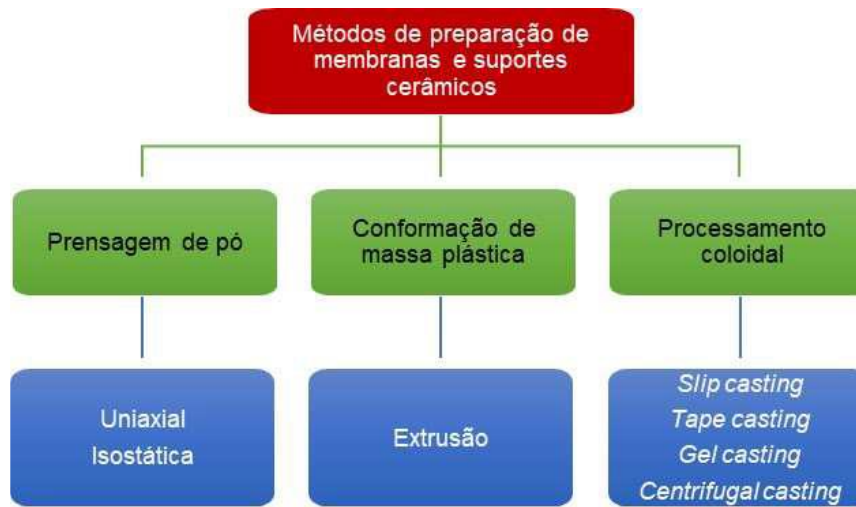 Métodos de preparação de
membranas e suportes
cerâmicos
Prensagem de pó
Conformação de
massa plástica
Processamento
coloidal
Uniaxial
Isostática
Extrusão
Slip casting
Tape casting
Gel casting
Centrifugal casting